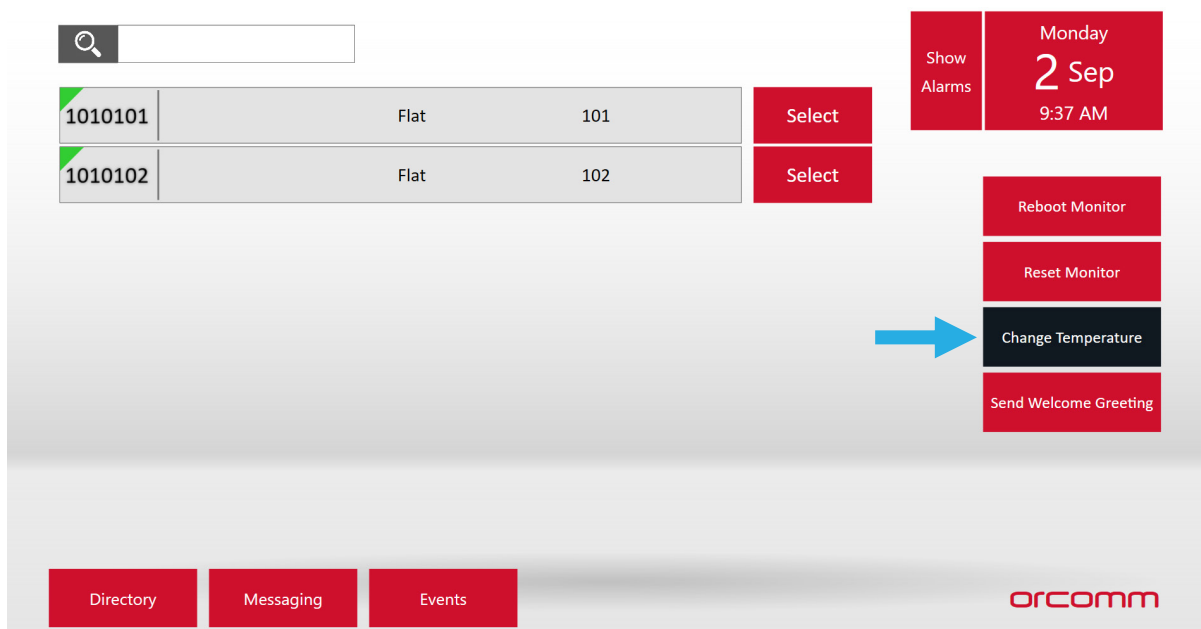 Show
Alarms
Monday
2 Sep
9:37 AM
1010101 Flat 101 Select
1010102 Flat 102 Select
Reboot Monitor
Reset Monitor
Change Temperature
Send Welcome Greeting
Directory Messaging Events
orcomm